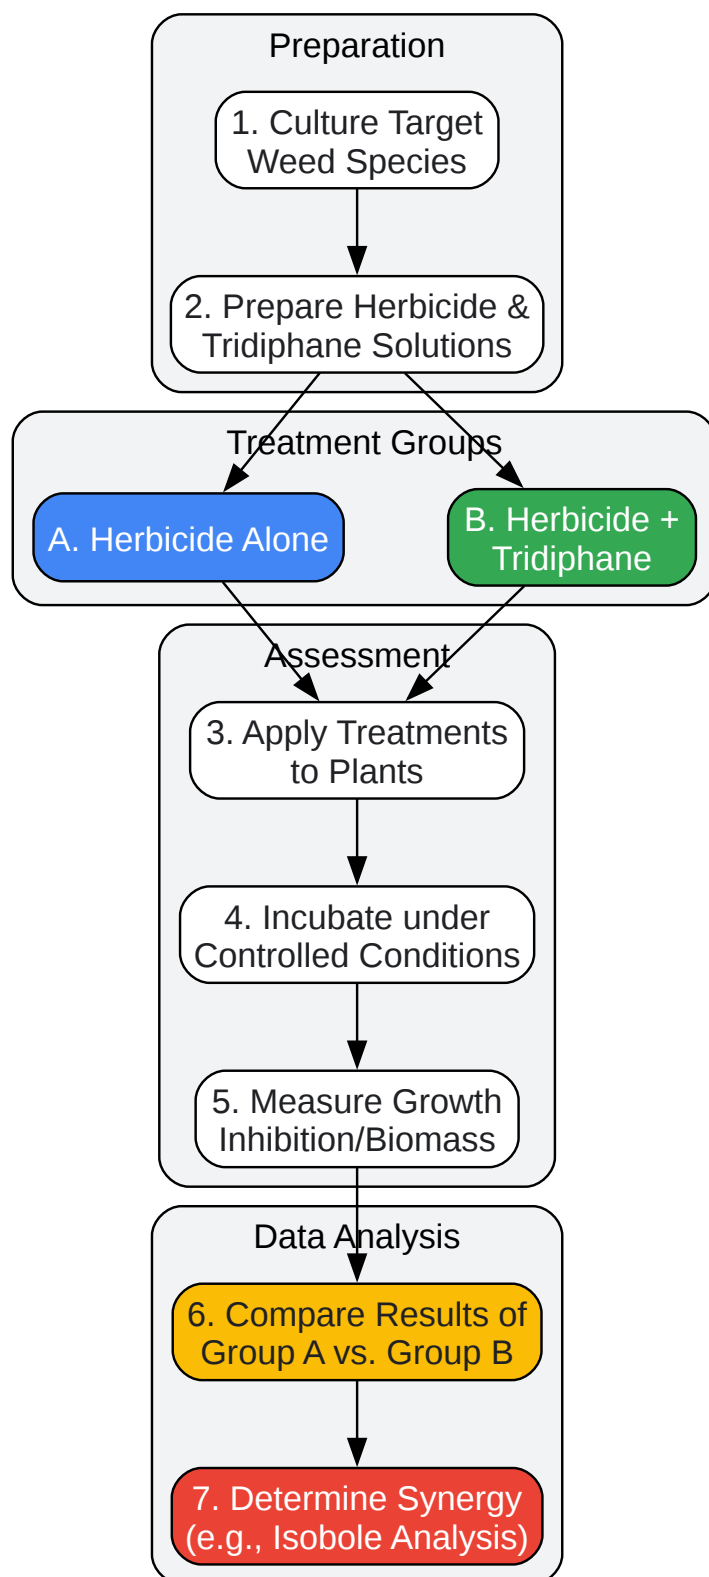 Preparation
1. Culture Target
Weed Species
2. Prepare Herbicide &
Tridiphane Solutions
Treatment Groups
A. Herbicide Alone
B. Herbicide +
Tridiphane
Assessment
3. Apply Treatments
to Plants
4. Incubate under
Controlled Conditions
5. Measure Growth
Inhibition/Biomass
Data Analysis
6. Compare Results of
Group A vs. Group B
7. Determine Synergy
(e.g., Isobole Analysis)